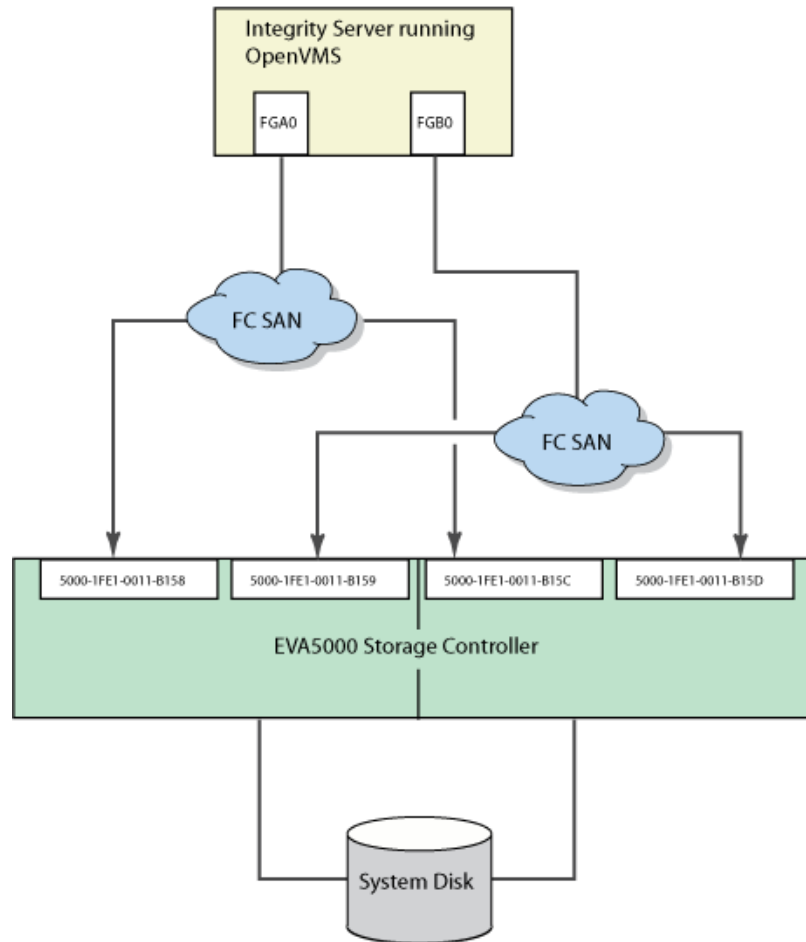 Integrity Server running
OpenVMS
FGA0
FGB0
FC SAN
FC SAN
5000-1FE1-0011-B158
5000-1FE1-0011-B159
5000-1FE1-0011-B15C
5000-1FE1-0011-B15D
EVA5000 Storage Controller
System Disk